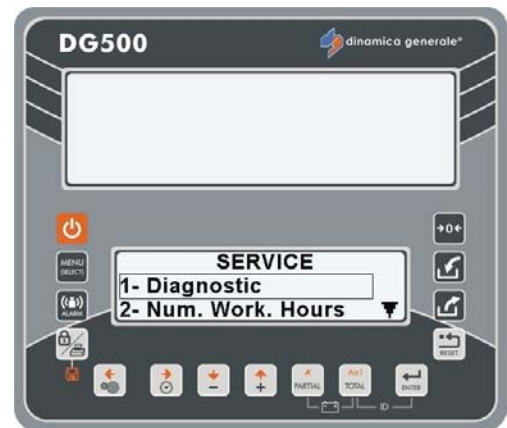 DG500
dinamica generale®
→0←
MENU
(SELECT)
SERVICE
1- Diagnostic
2- Num. Work. Hours
ALARM
RESET
PARTIAL
TOTAL
ENTER
ID